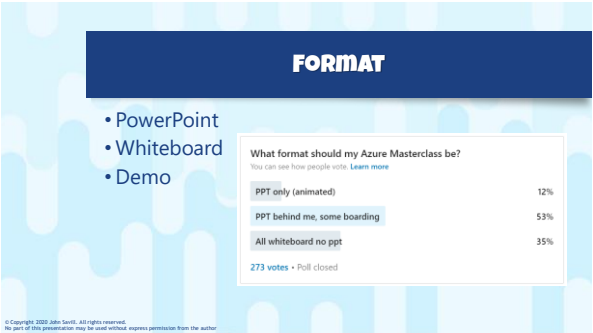 FORMAT
• PowerPoint
• Whiteboard
• Demo
What format should my Azure Masterclass be?
You can see how people vote. Learn more
PPT only (animated) 12%
PPT behind me, some boarding 53%
All whiteboard no ppt 35%
273 votes • Poll closed
© Copyright 2020 John Savill. All rights reserved.
No part of this presentation may be used without express permission from the author